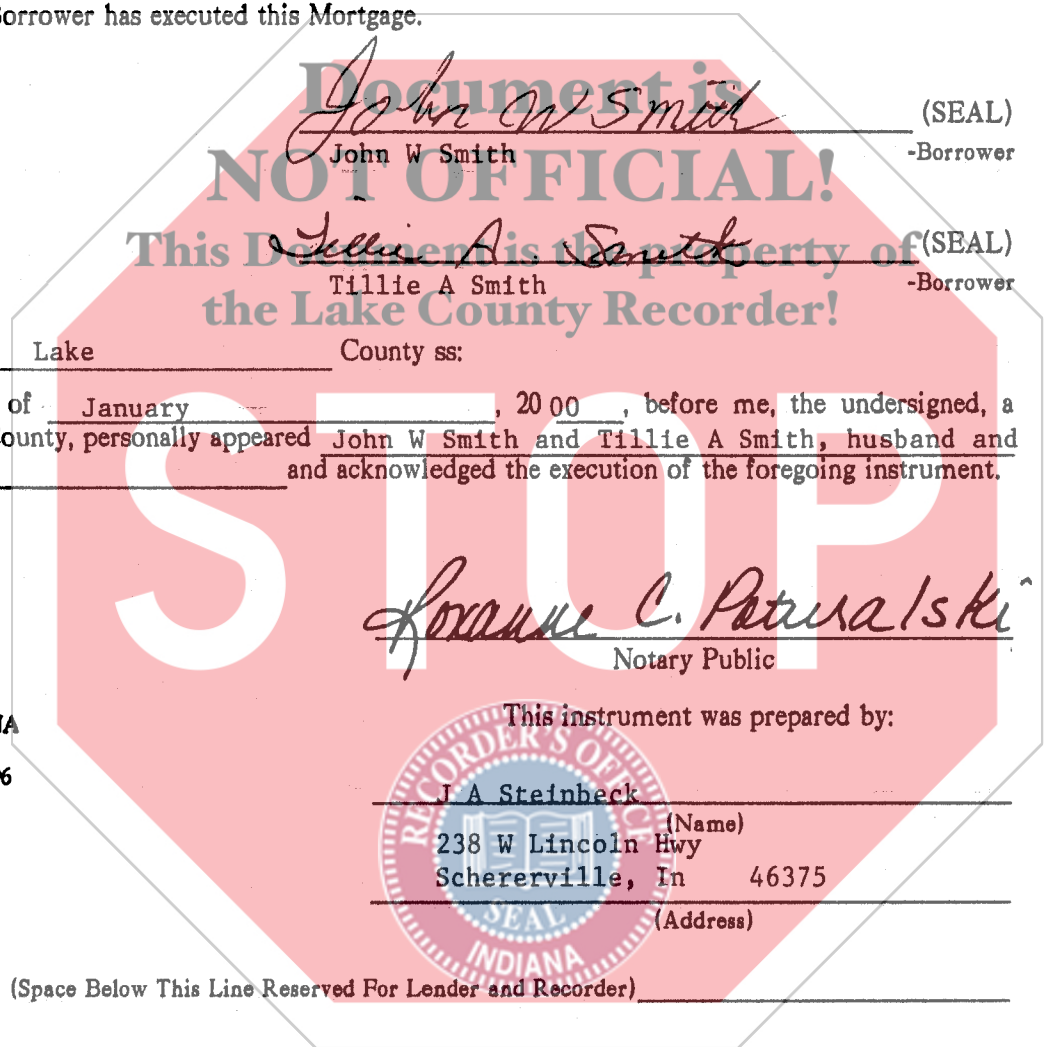 Borrower has executed this Mortgage.
John W Smith
(SEAL)
Document is
John W Smith
-Borrower
NOT OFFICIAL!
Tillie A. Smith
(SEAL)
This Document is the property of
Tillie A Smith
-Borrower
the Lake County Recorder!
Lake County ss:
of January , 20 00 , before me, the undersigned, a
ounty, personally appeared John W Smith and Tillie A Smith, husband and
and acknowledged the execution of the foregoing instrument.
STOP
Roxanne C. Paturalski
Notary Public
This instrument was prepared by:
J A Steinbeck
(Name)
238 W Lincoln Hwy
Schererville, In 46375
(Address)
RECORDER'S OFFICE
SEAL
INDIANA
(Space Below This Line Reserved For Lender and Recorder)